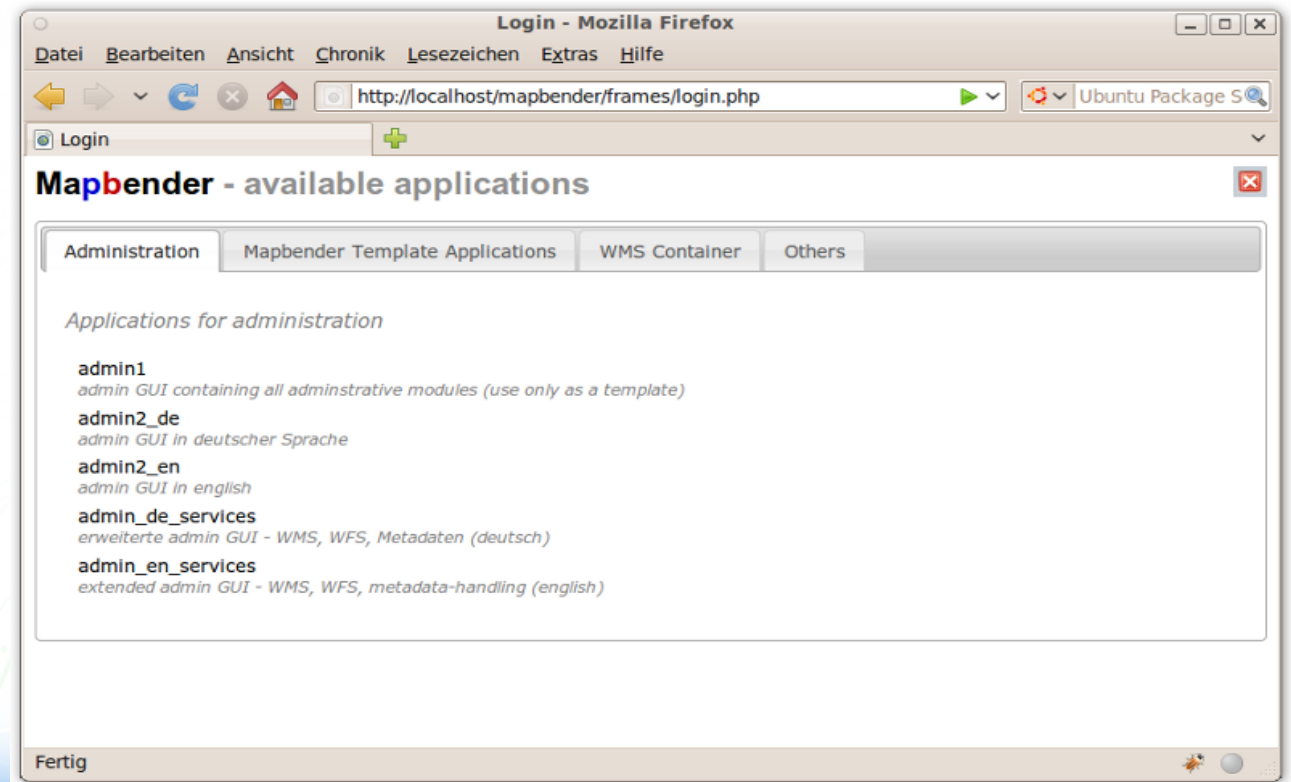 Login - Mozilla Firefox
Datei Bearbeiten Ansicht Chronik Lesezeichen Extras Hilfe
http://localhost/mapbender/frames/login.php Ubuntu Package S
Login
Mapbender - available applications
Administration Mapbender Template Applications WMS Container Others
Applications for administration
admin1
admin GUI containing all adminstrative modules (use only as a template)
admin2_de
admin GUI in deutscher Sprache
admin2_en
admin GUI in english
admin_de_services
erweiterte admin GUI - WMS, WFS, Metadaten (deutsch)
admin_en_services
extended admin GUI - WMS, WFS, metadata-handling (english)
Fertig